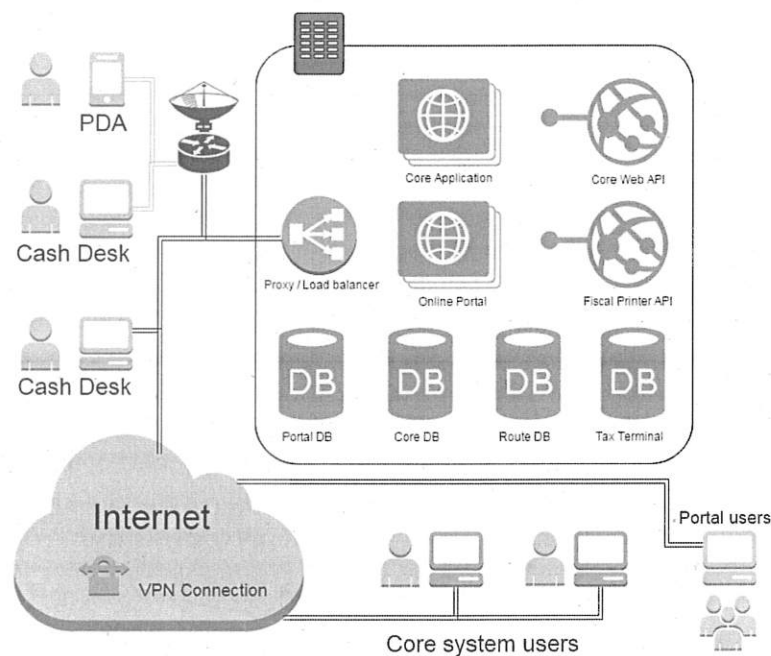 PDA
Core Application
Core Web API
Cash Desk
Proxy / Load balancer
Online Portal
Fiscal Printer API
Cash Desk
DB
DB
DB
DB
Portal DB
Core DB
Route DB
Tax Terminal
Internet
VPN Connection
Portal users
Core system users